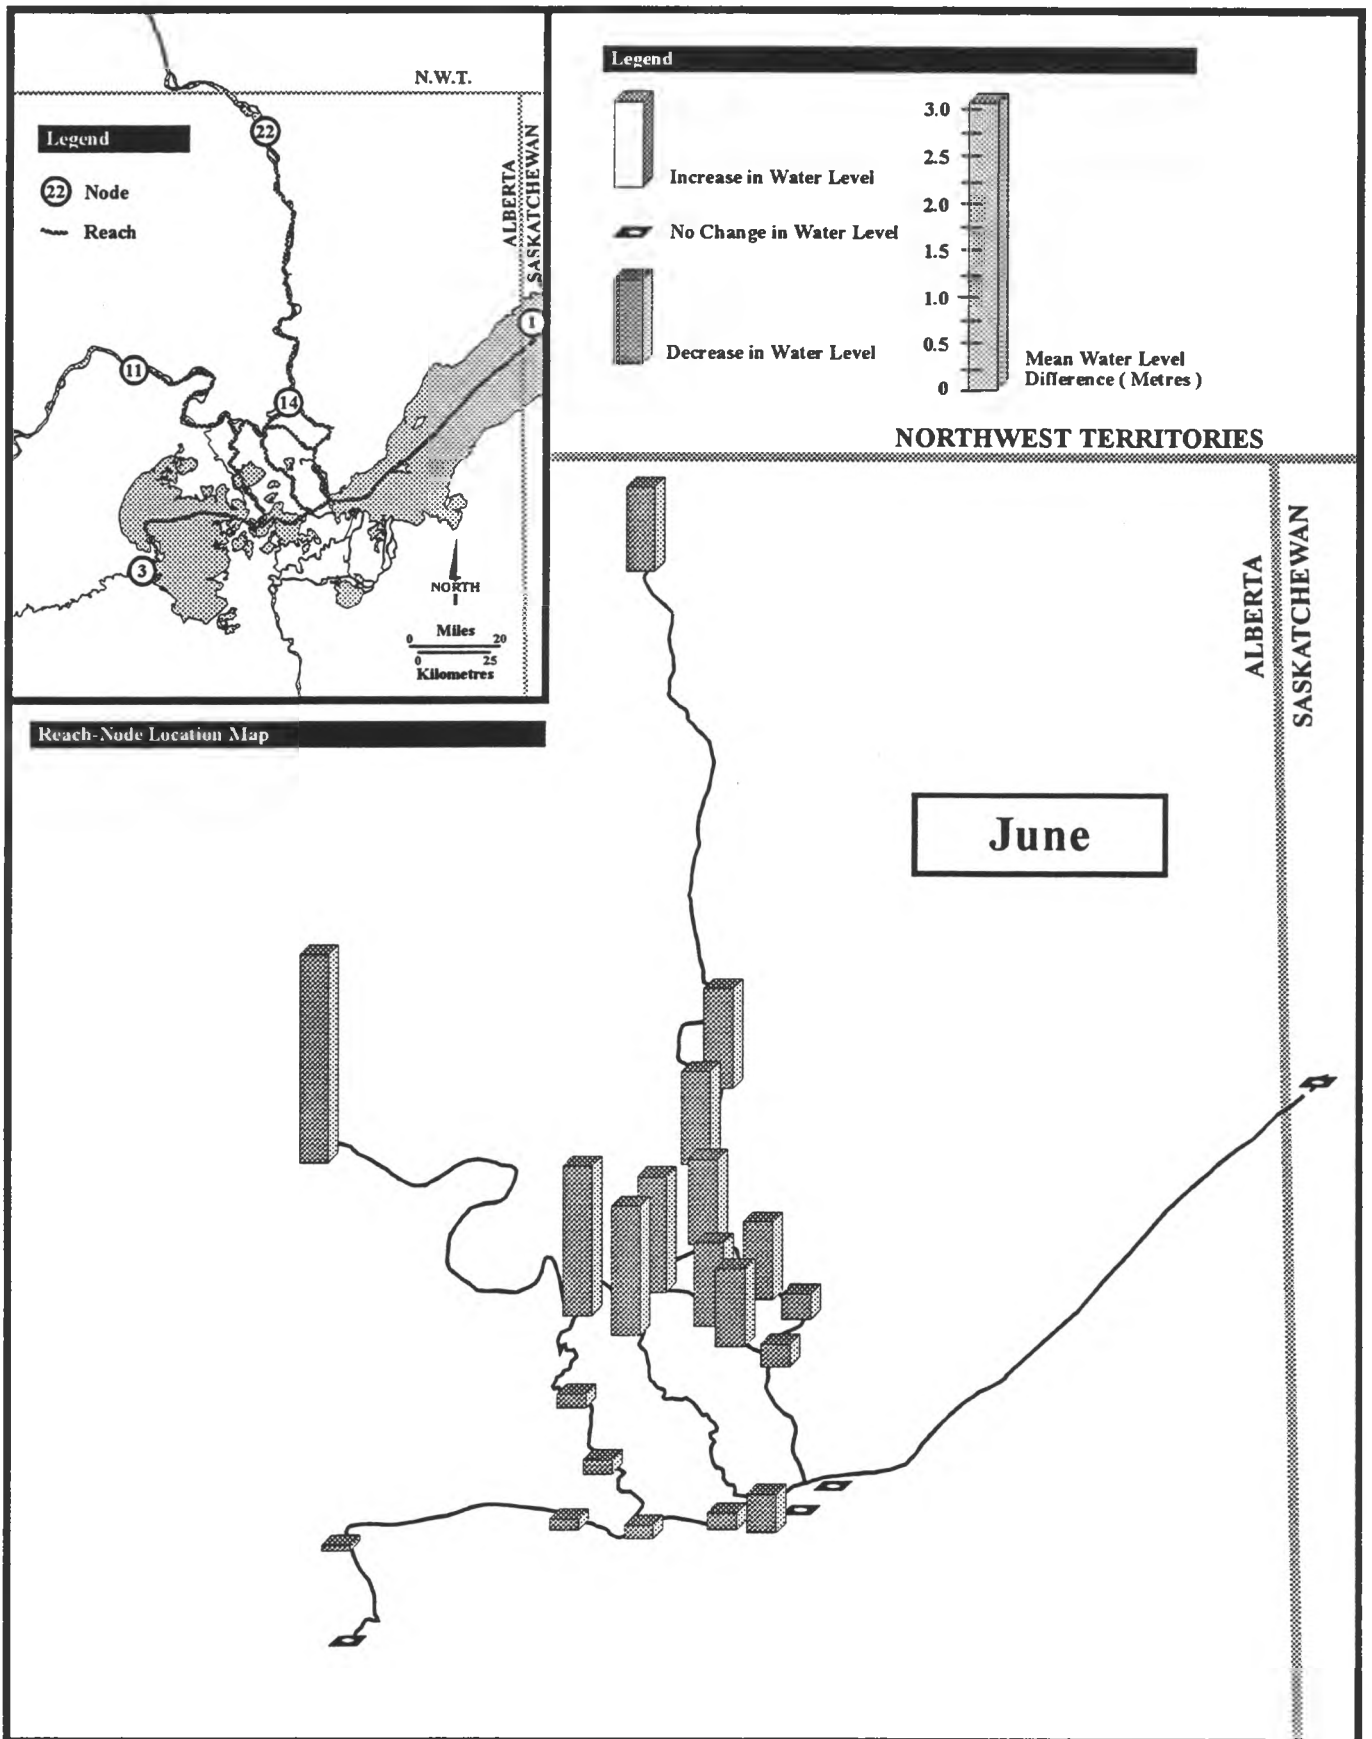 N.W.T.
Legend
22
22 Node
Reach
ALBERTA
SASKATCHEWAN
1
11
14
3
NORTH
Miles
0 20
0 25
Kilometres
Reach-Node Location Map
Legend
Increase in Water Level
No Change in Water Level
Decrease in Water Level
3.0
2.5
2.0
1.5
1.0
0.5
0
Mean Water Level
Difference ( Metres )
NORTHWEST TERRITORIES
ALBERTA
SASKATCHEWAN
June